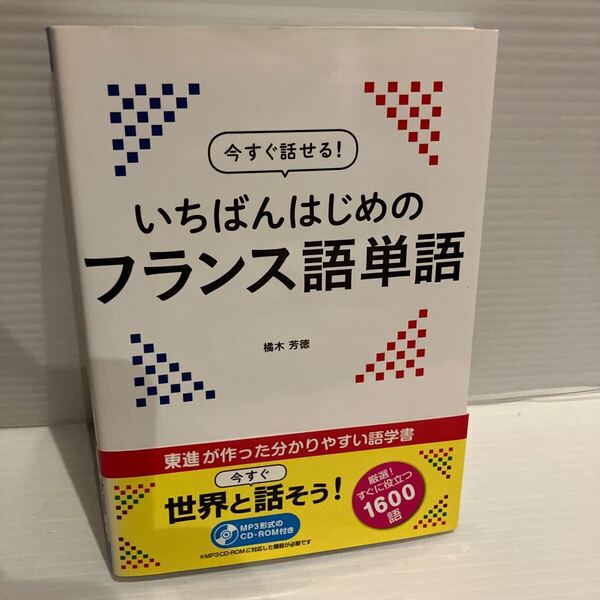 今すぐ話せる!
いちばんはじめの
フランス語単語
橘木 芳徳
東進が作った分かりやすい語学書
今すぐ
世界と話そう!
MP3形式の
CD-ROM付き
※MP3 CD-ROMに対応した機器が必要です
厳選!
すぐに役立つ
1600
語